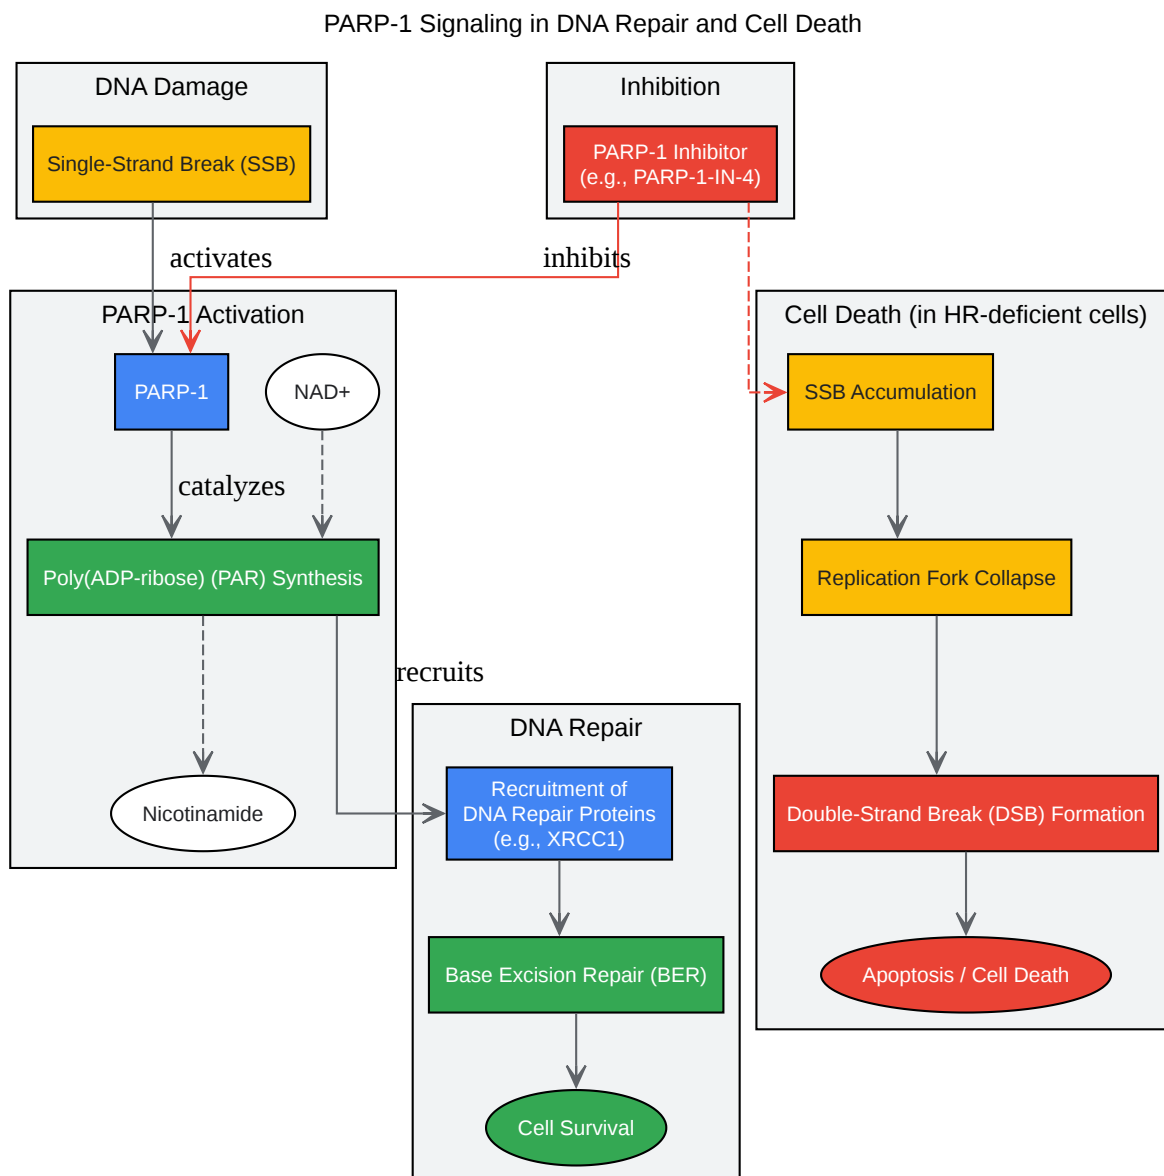 PARP-1 Signaling in DNA Repair and Cell Death
DNA Damage
Single-Strand Break (SSB)
Inhibition
PARP-1 Inhibitor
(e.g., PARP-1-IN-4)
activates
inhibits
PARP-1 Activation
PARP-1
NAD+
catalyzes
Poly(ADP-ribose) (PAR) Synthesis
Nicotinamide
recruits
DNA Repair
Recruitment of
DNA Repair Proteins
(e.g., XRCC1)
Base Excision Repair (BER)
Cell Survival
Cell Death (in HR-deficient cells)
SSB Accumulation
Replication Fork Collapse
Double-Strand Break (DSB) Formation
Apoptosis / Cell Death